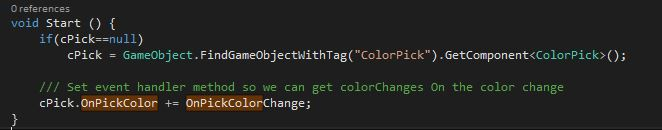 0 references
void Start () {
if(cPick==null)
cPick = GameObject.FindGameObjectWithTag("ColorPick").GetComponent<ColorPick>();
/// Set event handler method so we can get colorChanges On the color change
cPick.OnPickColor += OnPickColorChange;
}